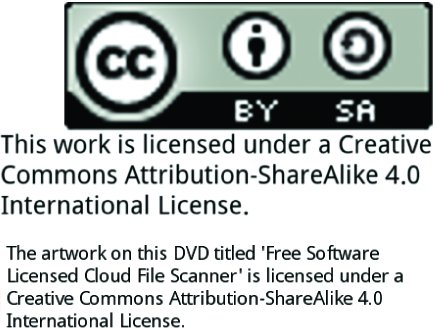 cc
BY SA
This work is licensed under a Creative
Commons Attribution-ShareAlike 4.0
International License.
The artwork on this DVD titled 'Free Software
Licensed Cloud File Scanner' is licensed under a
Creative Commons Attribution-ShareAlike 4.0
International License.